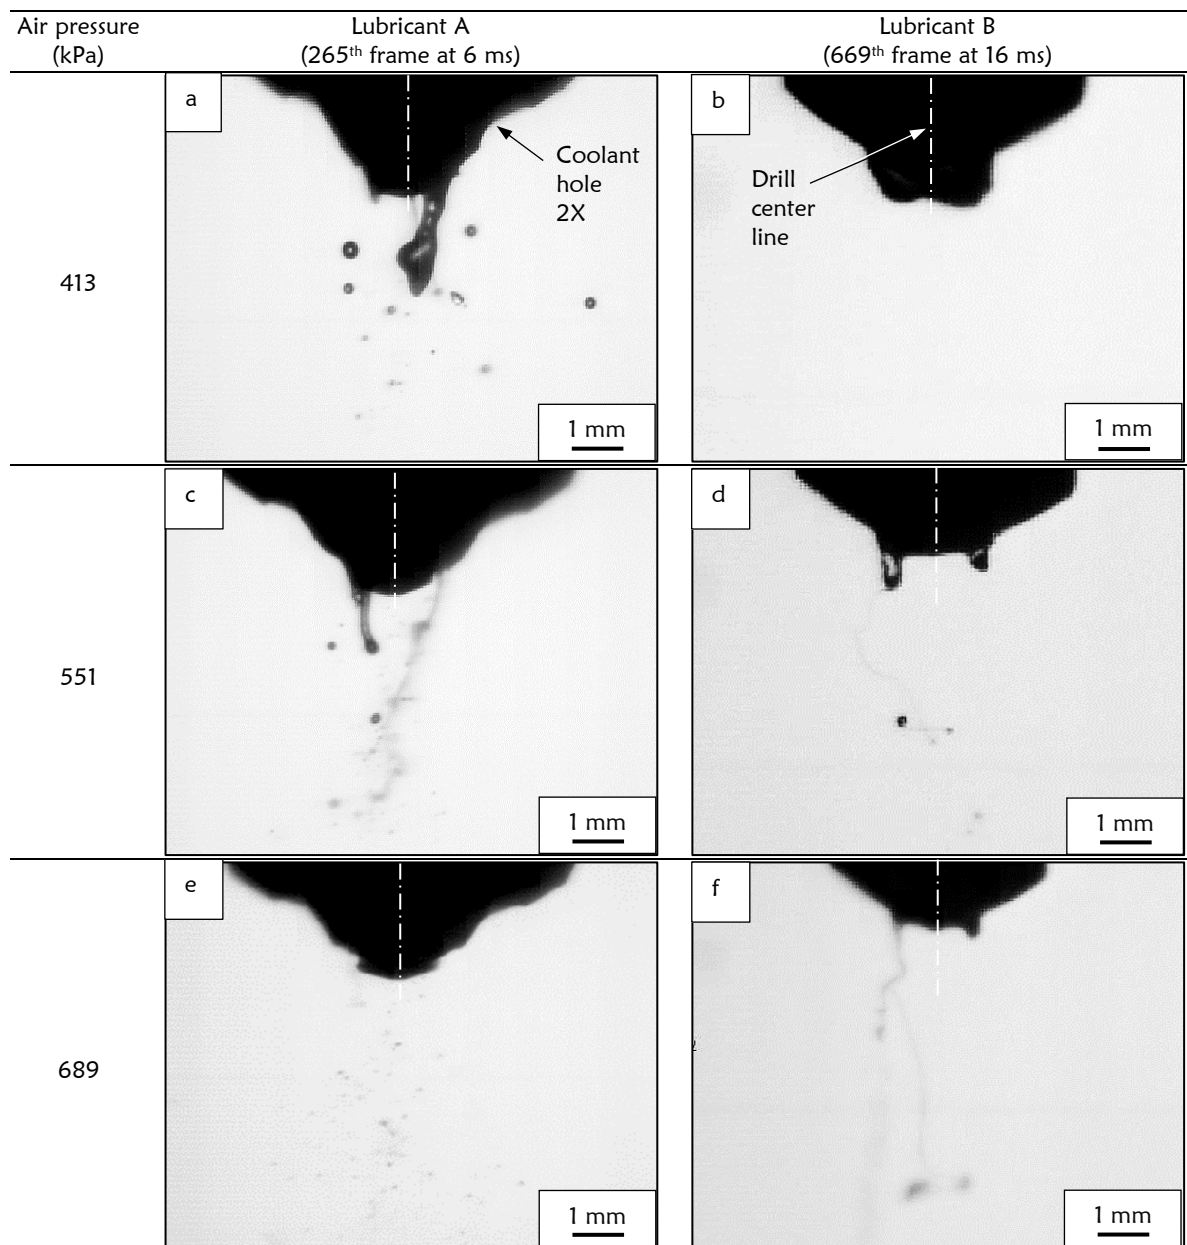 Air pressure
(kPa)
Lubricant A
(265th frame at 6 ms)
Lubricant B
(669th frame at 16 ms)
413
a
Coolant
hole
2X
1 mm
b
Drill
center
line
1 mm
551
c
1 mm
d
1 mm
689
e
1 mm
f
1 mm